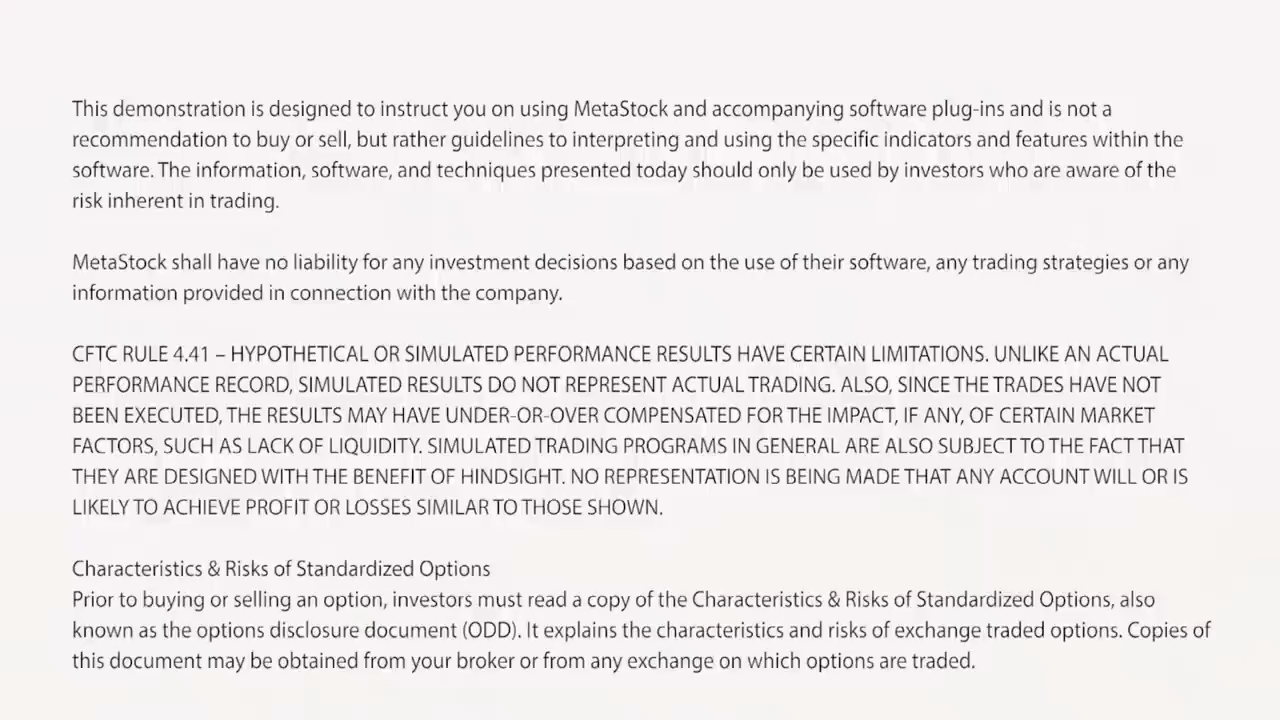 This demonstration is designed to instruct you on using MetaStock and accompanying software plug-ins and is not a
recommendation to buy or sell, but rather guidelines to interpreting and using the specific indicators and features within the
software. The information, software, and techniques presented today should only be used by investors who are aware of the
risk inherent in trading.
MetaStock shall have no liability for any investment decisions based on the use of their software, any trading strategies or any
information provided in connection with the company.
CFTC RULE 4.41 – HYPOTHETICAL OR SIMULATED PERFORMANCE RESULTS HAVE CERTAIN LIMITATIONS. UNLIKE AN ACTUAL
PERFORMANCE RECORD, SIMULATED RESULTS DO NOT REPRESENT ACTUAL TRADING. ALSO, SINCE THE TRADES HAVE NOT
BEEN EXECUTED, THE RESULTS MAY HAVE UNDER-OR-OVER COMPENSATED FOR THE IMPACT, IF ANY, OF CERTAIN MARKET
FACTORS, SUCH AS LACK OF LIQUIDITY. SIMULATED TRADING PROGRAMS IN GENERAL ARE ALSO SUBJECT TO THE FACT THAT
THEY ARE DESIGNED WITH THE BENEFIT OF HINDSIGHT. NO REPRESENTATION IS BEING MADE THAT ANY ACCOUNT WILL OR IS
LIKELY TO ACHIEVE PROFIT OR LOSSES SIMILAR TO THOSE SHOWN.
Characteristics & Risks of Standardized Options
Prior to buying or selling an option, investors must read a copy of the Characteristics & Risks of Standardized Options, also
known as the options disclosure document (ODD). It explains the characteristics and risks of exchange traded options. Copies of
this document may be obtained from your broker or from any exchange on which options are traded.